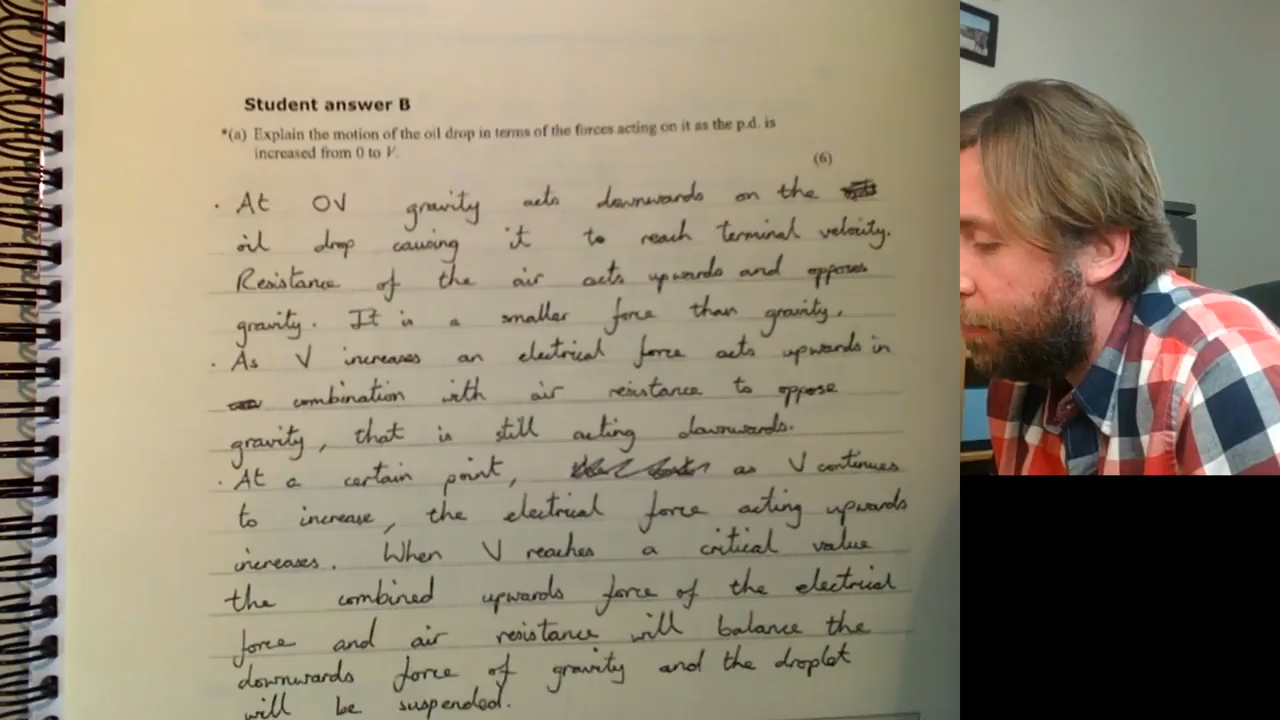 Student answer B
*(a) Explain the motion of the oil drop in terms of the forces acting on it as the p.d. is
increased from 0 to V.
(6)
. At 0V gravity acts downwards on the
oil drop causing it to reach terminal velocity.
Resistance of the air acts upwards and opposes
gravity. It is a smaller force than gravity.
. As V increases an electrical force acts upwards in
combination with air resistance to oppose
gravity, that is still acting downwards.
. At a certain point, as V continues
to increase, the electrical force acting upwards
increases. When V reaches a critical value
the combined upwards force of the electrical
force and air resistance will balance the
downwards force of gravity and the droplet
will be suspended.